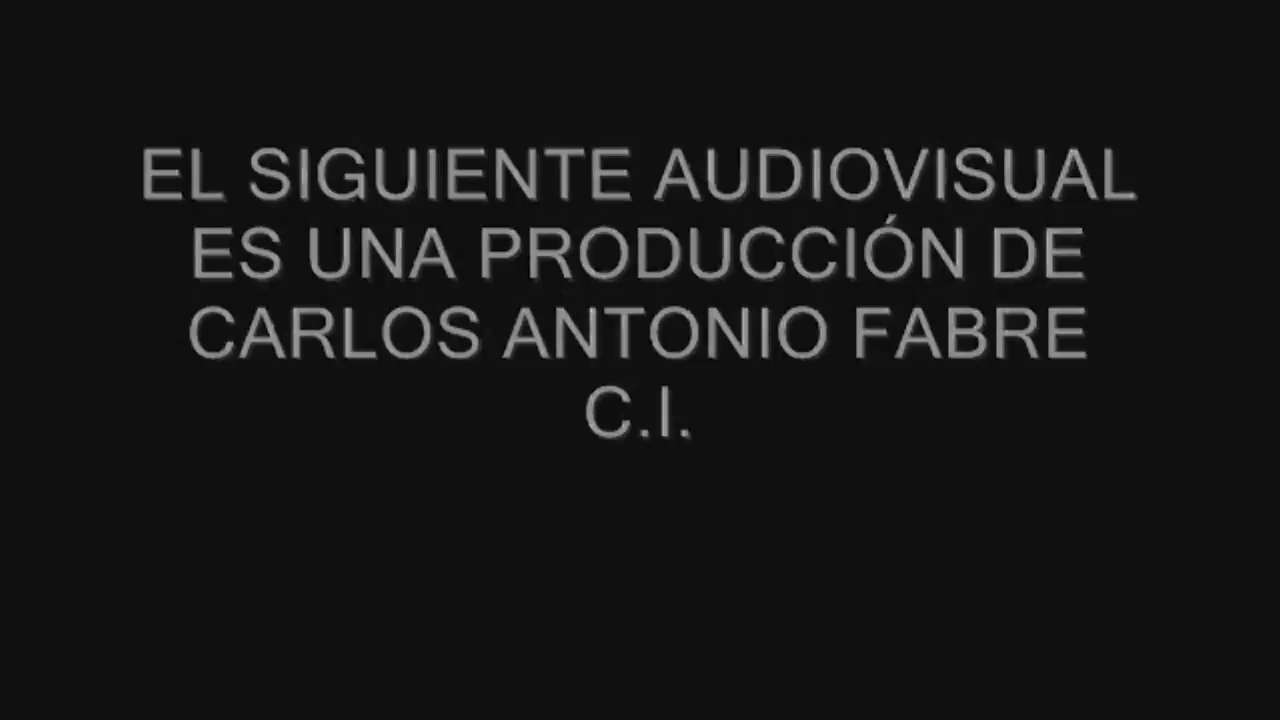 EL SIGUIENTE AUDIOVISUAL
ES UNA PRODUCCIÓN DE
CARLOS ANTONIO FABRE
C.I.